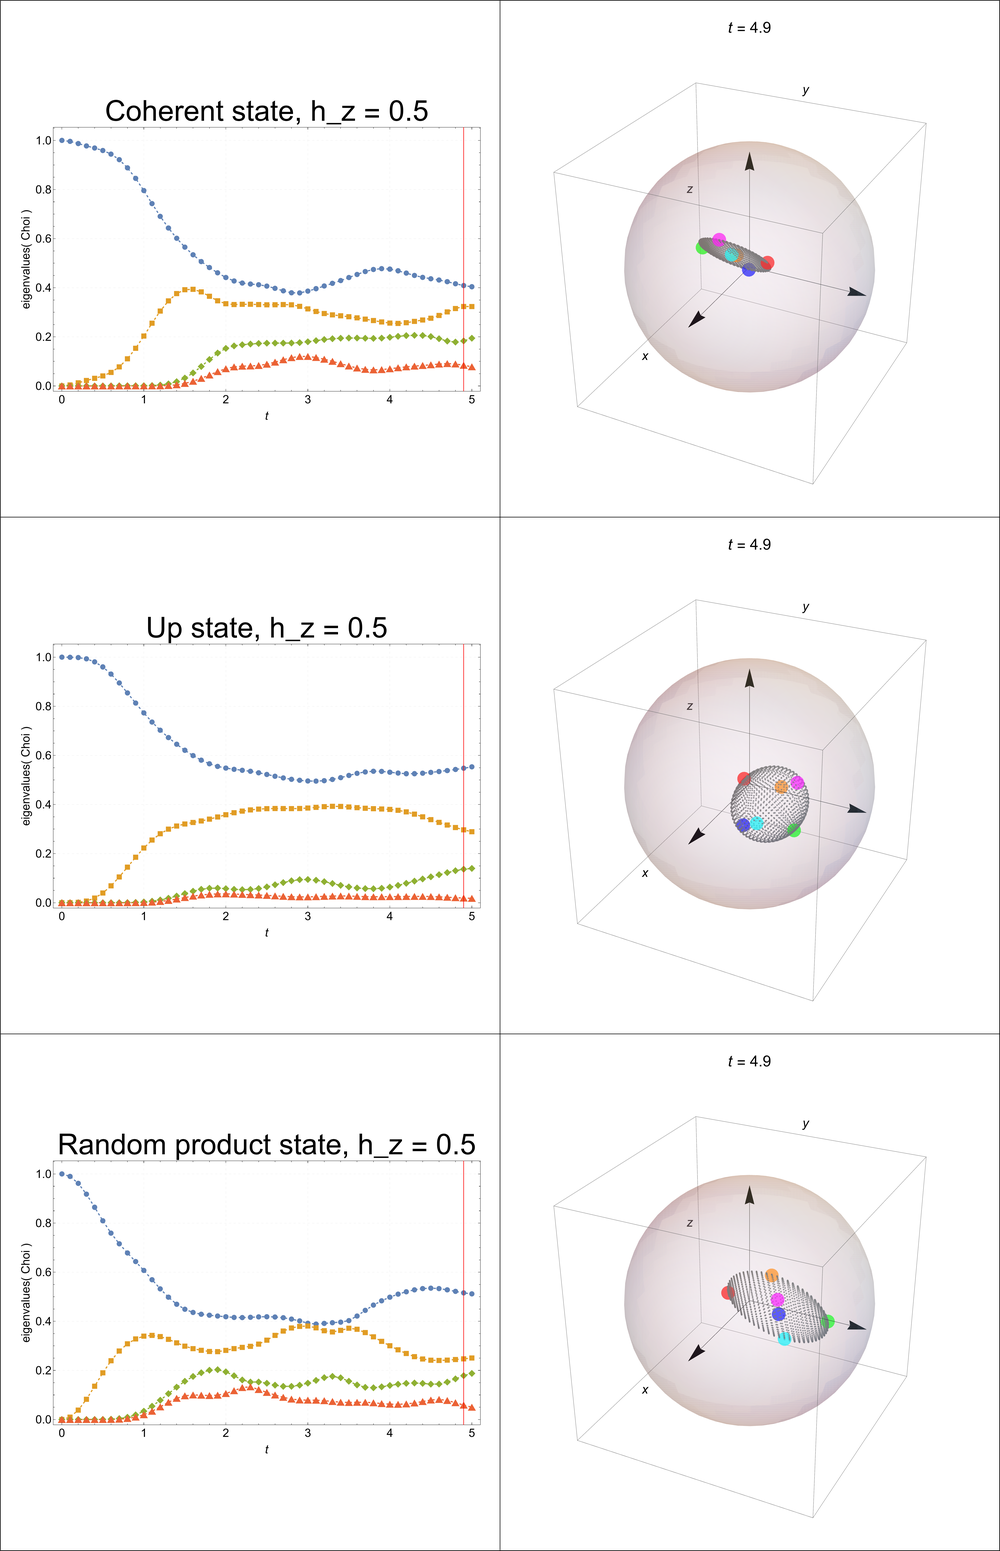 t = 4.9
Coherent state, h_z = 0.5
eigenvalues( Choi )
1.0
0.8
0.6
0.4
0.2
0.0
0 1 2 3 4 5
t
y
z
x
t = 4.9
Up state, h_z = 0.5
eigenvalues( Choi )
1.0
0.8
0.6
0.4
0.2
0.0
0 1 2 3 4 5
t
y
z
x
t = 4.9
Random product state, h_z = 0.5
eigenvalues( Choi )
1.0
0.8
0.6
0.4
0.2
0.0
0 1 2 3 4 5
t
y
z
x